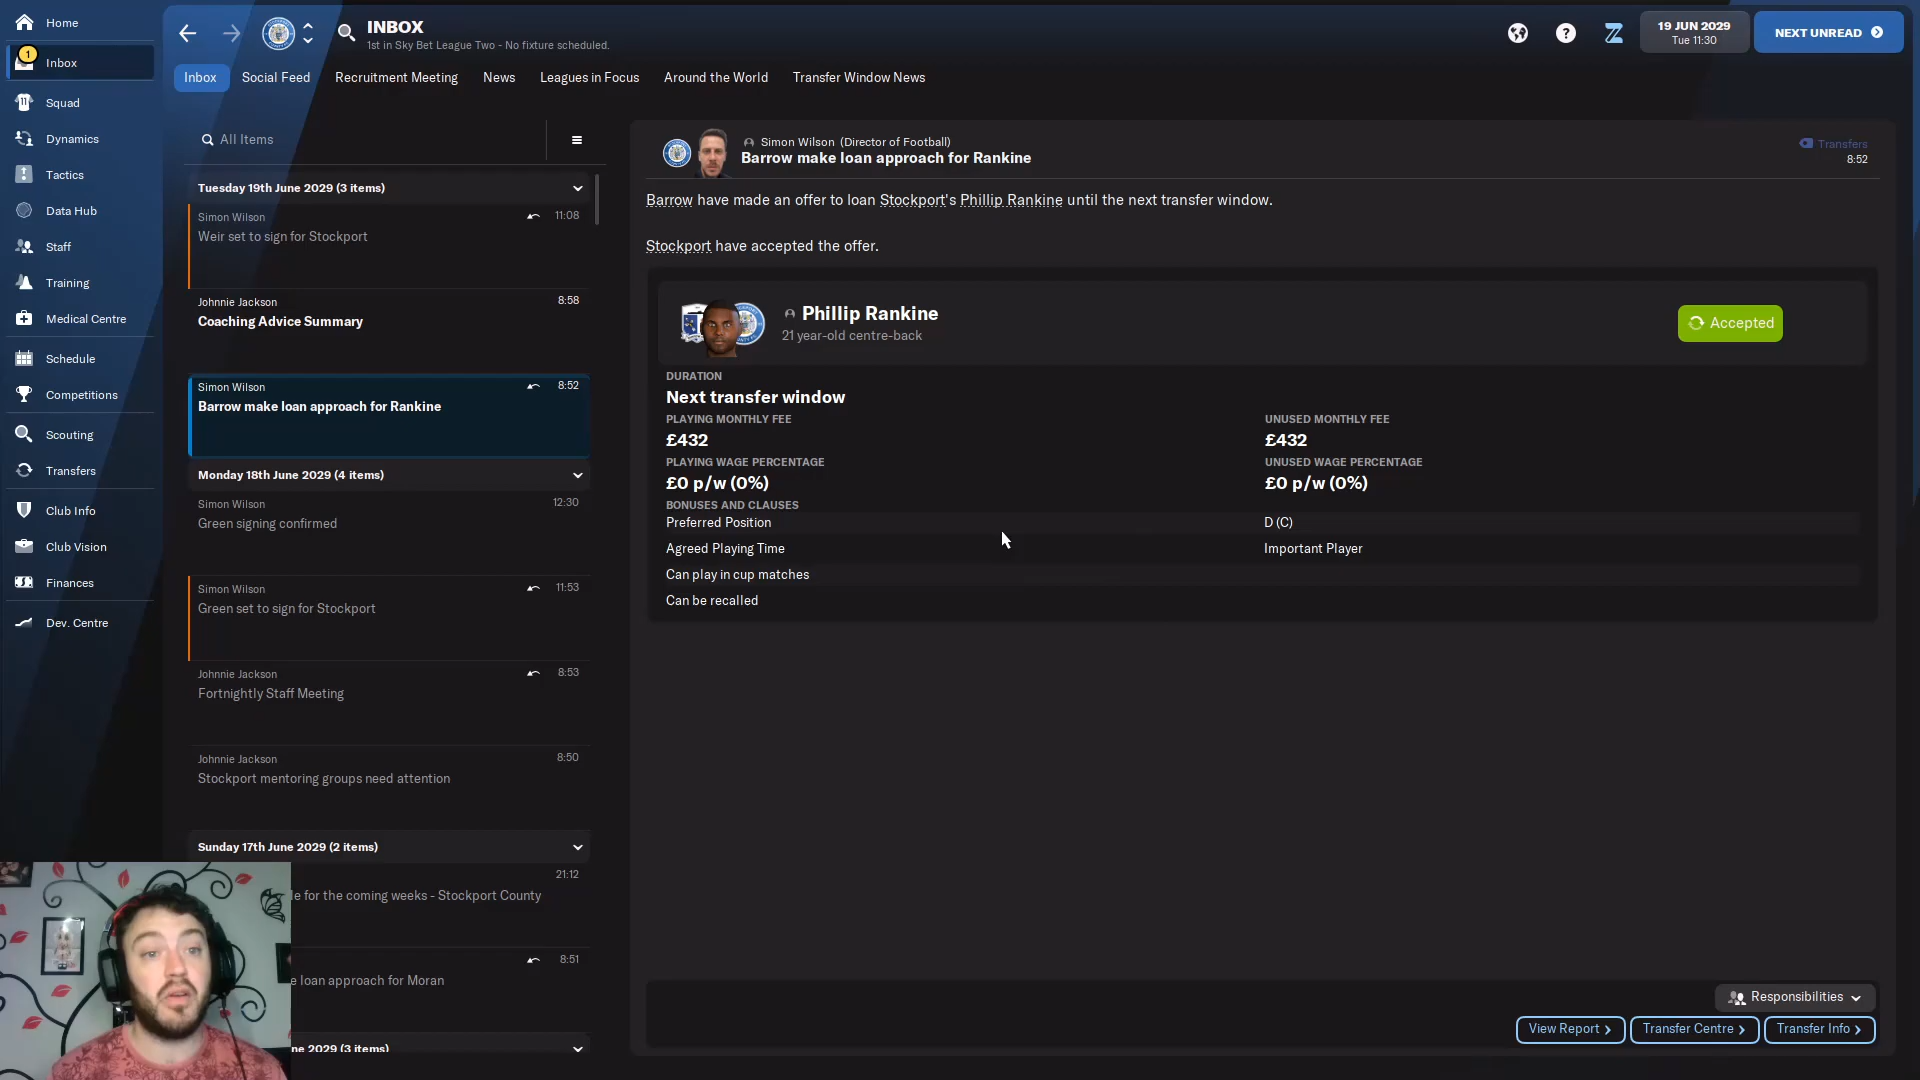 Home
1
Inbox
Squad
Dynamics
Tactics
Data Hub
Staff
Training
Medical Centre
Schedule
Competitions
Scouting
Transfers
Club Info
Club Vision
Finances
Dev. Centre
INBOX
1st in Sky Bet League Two - No fixture scheduled.
19 JUN 2029
Tue 11:30
NEXT UNREAD
Inbox Social Feed Recruitment Meeting News Leagues in Focus Around the World Transfer Window News
All Items
Tuesday 19th June 2029 (3 items)
Simon Wilson 11:08
Weir set to sign for Stockport
Johnnie Jackson 8:58
Coaching Advice Summary
Simon Wilson 8:52
Barrow make loan approach for Rankine
Monday 18th June 2029 (4 items)
Simon Wilson 12:30
Green signing confirmed
Simon Wilson 11:53
Green set to sign for Stockport
Johnnie Jackson 8:53
Fortnightly Staff Meeting
Johnnie Jackson 8:50
Stockport mentoring groups need attention
Sunday 17th June 2029 (2 items)
21:12
le for the coming weeks - Stockport County
8:51
e loan approach for Moran
ne 2029 (3 items)
Simon Wilson (Director of Football)
Barrow make loan approach for Rankine
Transfers
8:52
Barrow have made an offer to loan Stockport's Phillip Rankine until the next transfer window.
Stockport have accepted the offer.
Phillip Rankine
21 year-old centre-back
Accepted
DURATION
Next transfer window
PLAYING MONTHLY FEE UNUSED MONTHLY FEE
£432 £432
PLAYING WAGE PERCENTAGE UNUSED WAGE PERCENTAGE
£0 p/w (0%) £0 p/w (0%)
BONUSES AND CLAUSES
Preferred Position D (C)
Agreed Playing Time Important Player
Can play in cup matches
Can be recalled
Responsibilities
View Report Transfer Centre Transfer Info